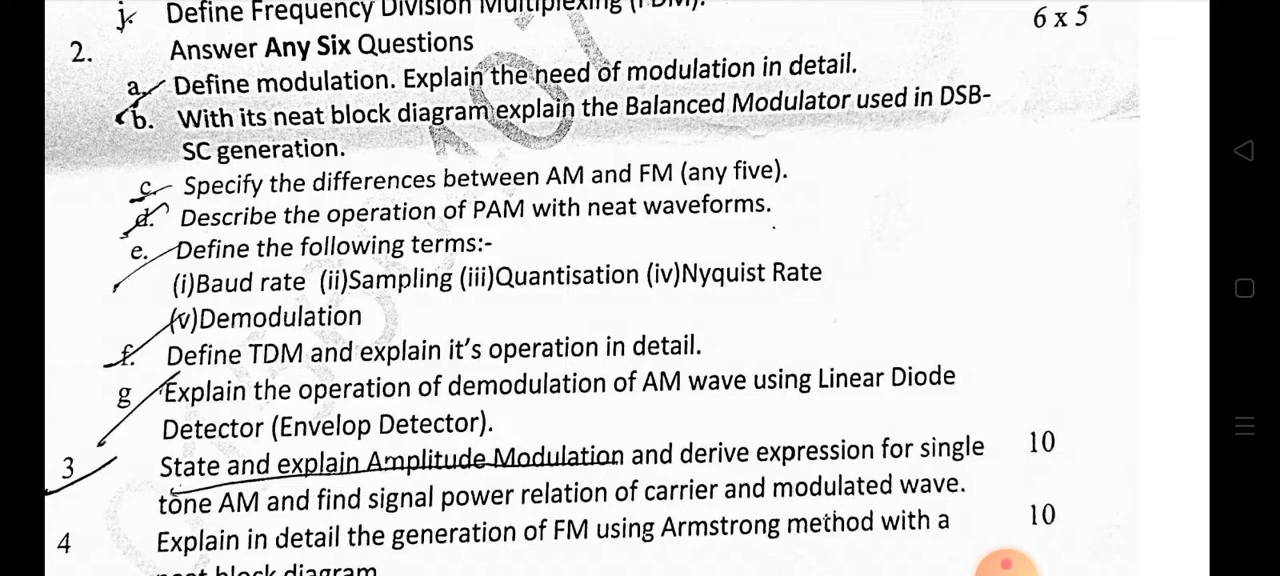 j. Define Frequency Division Multiplexing (FDM).
6 x 5
2. Answer Any Six Questions
a. Define modulation. Explain the need of modulation in detail.
b. With its neat block diagram explain the Balanced Modulator used in DSB-
SC generation.
c. Specify the differences between AM and FM (any five).
d. Describe the operation of PAM with neat waveforms.
e. Define the following terms:-
(i)Baud rate (ii)Sampling (iii)Quantisation (iv)Nyquist Rate
(v)Demodulation
f. Define TDM and explain it's operation in detail.
g Explain the operation of demodulation of AM wave using Linear Diode
Detector (Envelop Detector).
3 State and explain Amplitude Modulation and derive expression for single 10
tone AM and find signal power relation of carrier and modulated wave.
4 Explain in detail the generation of FM using Armstrong method with a 10
neat block diagram